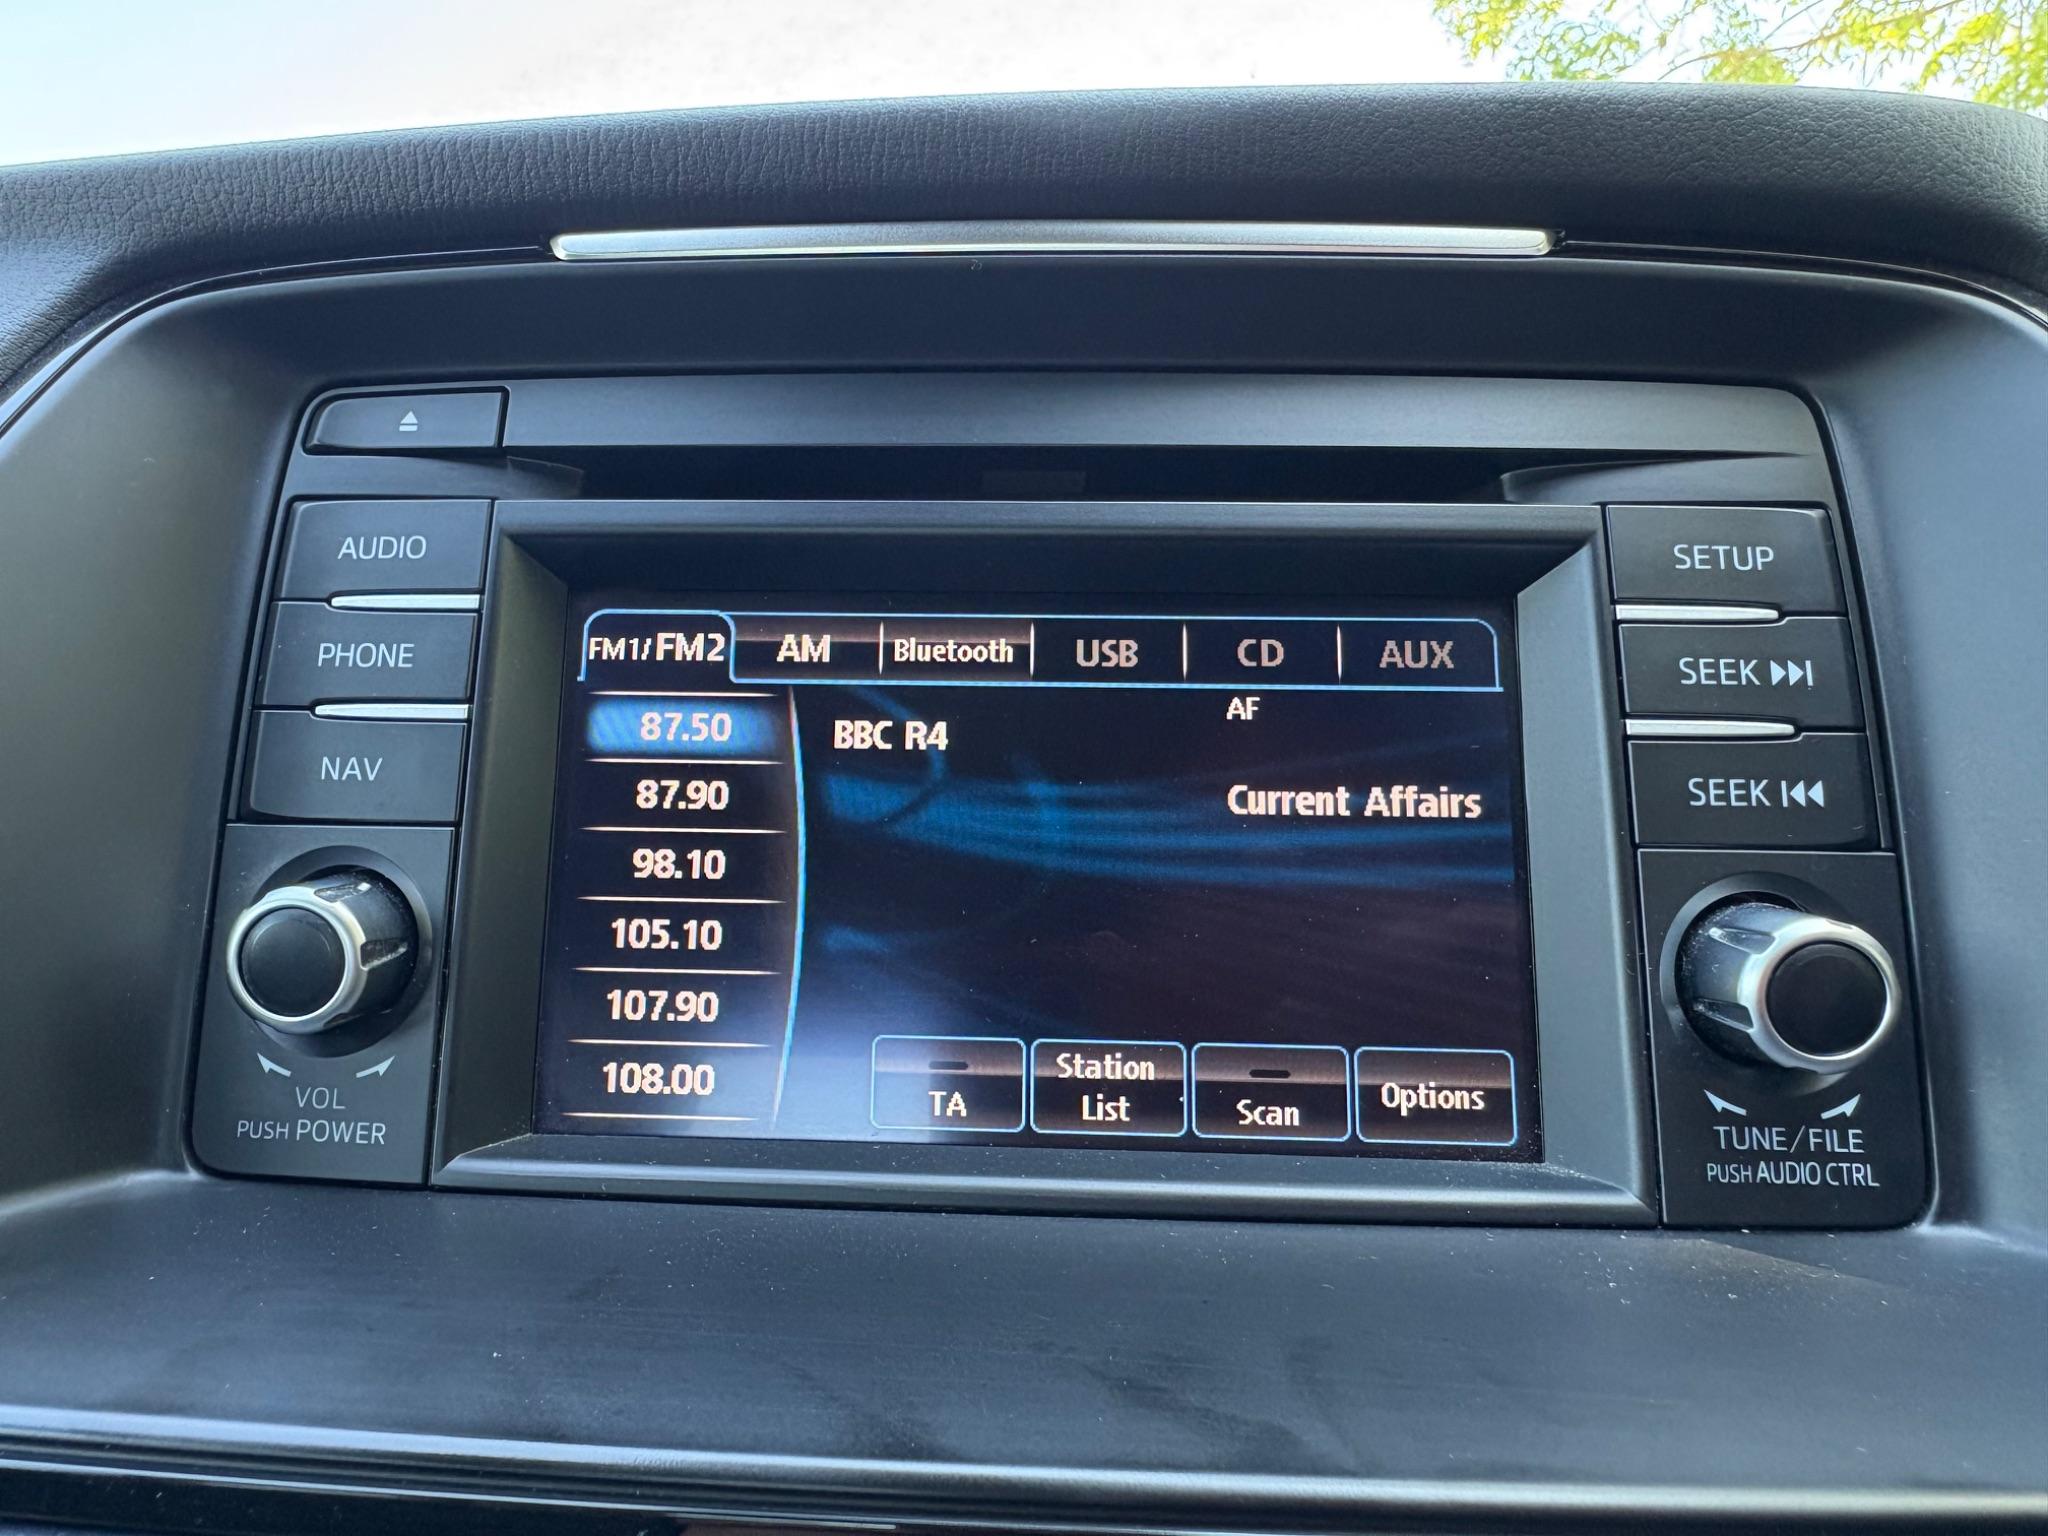 AUDIO
PHONE
NAV
VOL
PUSH POWER
FM1/FM2 AM Bluetooth USB CD AUX
87.50
87.90
98.10
105.10
107.90
108.00
BBC R4
AF
Current Affairs
TA
Station
List
Scan
Options
SETUP
SEEK
SEEK
TUNE/FILE
PUSH AUDIO CTRL